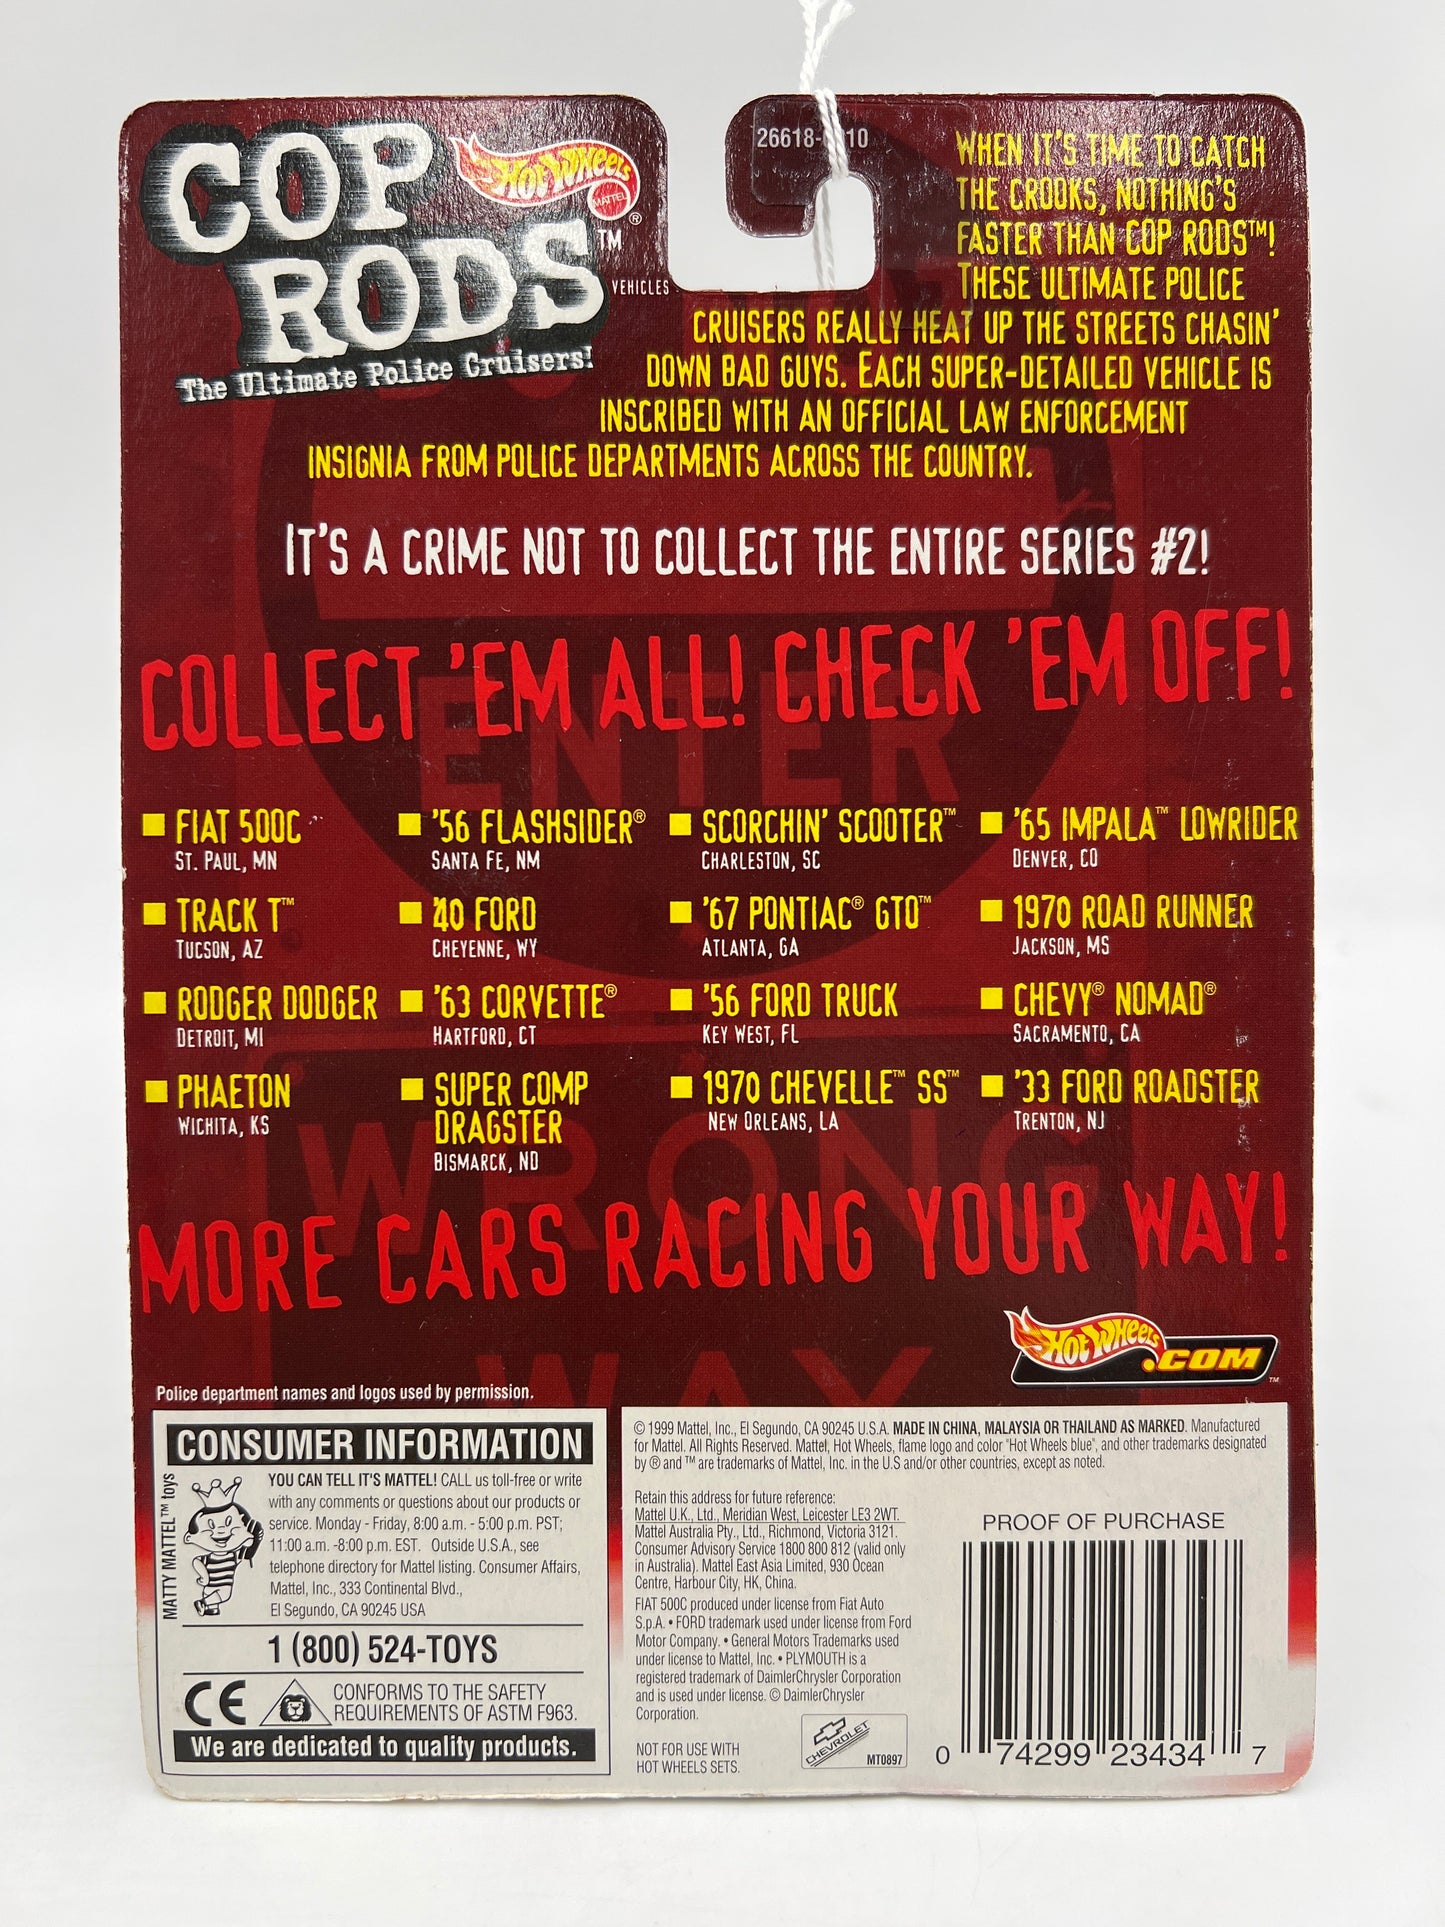 COP
RODS™
The Ultimate Police Cruisers!
Hot Wheels
MATTEL
®
VEHICLES
WHEN IT'S TIME TO CATCH
THE CROOKS, NOTHING'S
FASTER THAN COP RODS™!
THESE ULTIMATE POLICE
CRUISERS REALLY HEAT UP THE STREETS CHASIN'
DOWN BAD GUYS. EACH SUPER-DETAILED VEHICLE IS
INSCRIBED WITH AN OFFICIAL LAW ENFORCEMENT
INSIGNIA FROM POLICE DEPARTMENTS ACROSS THE COUNTRY.
IT'S A CRIME NOT TO COLLECT THE ENTIRE SERIES #2!
COLLECT 'EM ALL! CHECK 'EM OFF!
ENTER
FIAT 500C
ST. PAUL, MN
'56 FLASHSIDER®
SANTA FE, NM
SCORCHIN' SCOOTER™
CHARLESTON, SC
'65 IMPALA™ LOWRIDER
DENVER, CO
TRACK T™
TUCSON, AZ
'40 FORD
CHEYENNE, WY
'67 PONTIAC® GTO™
ATLANTA, GA
1970 ROAD RUNNER
JACKSON, MS
RODGER DODGER
DETROIT, MI
'63 CORVETTE®
HARTFORD, CT
'56 FORD TRUCK
KEY WEST, FL
CHEVY® NOMAD®
SACRAMENTO, CA
PHAETON
WICHITA, KS
SUPER COMP
DRAGSTER
BISMARCK, ND
1970 CHEVELLE™ SS™
NEW ORLEANS, LA
'33 FORD ROADSTER
TRENTON, NJ
WRONG
MORE CARS RACING YOUR WAY!
WAY
Hot Wheels
.COM™
Police department names and logos used by permission.
CONSUMER INFORMATION
MATTY MATTEL™ toys
YOU CAN TELL IT'S MATTEL! CALL us toll-free or write
with any comments or questions about our products or
service. Monday - Friday, 8:00 a.m. - 5:00 p.m. PST;
11:00 a.m. -8:00 p.m. EST. Outside U.S.A., see
telephone directory for Mattel listing. Consumer Affairs,
Mattel, Inc., 333 Continental Blvd.,
El Segundo, CA 90245 USA
1 (800) 524-TOYS
CE
CONFORMS TO THE SAFETY
REQUIREMENTS OF ASTM F963.
We are dedicated to quality products.
© 1999 Mattel, Inc., El Segundo, CA 90245 U.S.A. MADE IN CHINA, MALAYSIA OR THAILAND AS MARKED. Manufactured
for Mattel. All Rights Reserved. Mattel, Hot Wheels, flame logo and color "Hot Wheels blue", and other trademarks designated
by ® and ™ are trademarks of Mattel, Inc. in the U.S and/or other countries, except as noted.
Retain this address for future reference:
Mattel U.K., Ltd., Meridian West, Leicester LE3 2WT.
Mattel Australia Pty., Ltd., Richmond, Victoria 3121.
Consumer Advisory Service 1800 800 812 (valid only
in Australia). Mattel East Asia Limited, 930 Ocean
Centre, Harbour City, HK, China.
FIAT 500C produced under license from Fiat Auto
S.p.A. • FORD trademark used under license from Ford
Motor Company. • General Motors Trademarks used
under license to Mattel, Inc. • PLYMOUTH is a
registered trademark of DaimlerChrysler Corporation
and is used under license. © DaimlerChrysler
Corporation.
NOT FOR USE WITH
HOT WHEELS SETS.
CHEVROLET
MT0897
PROOF OF PURCHASE
0 74299 23434 7